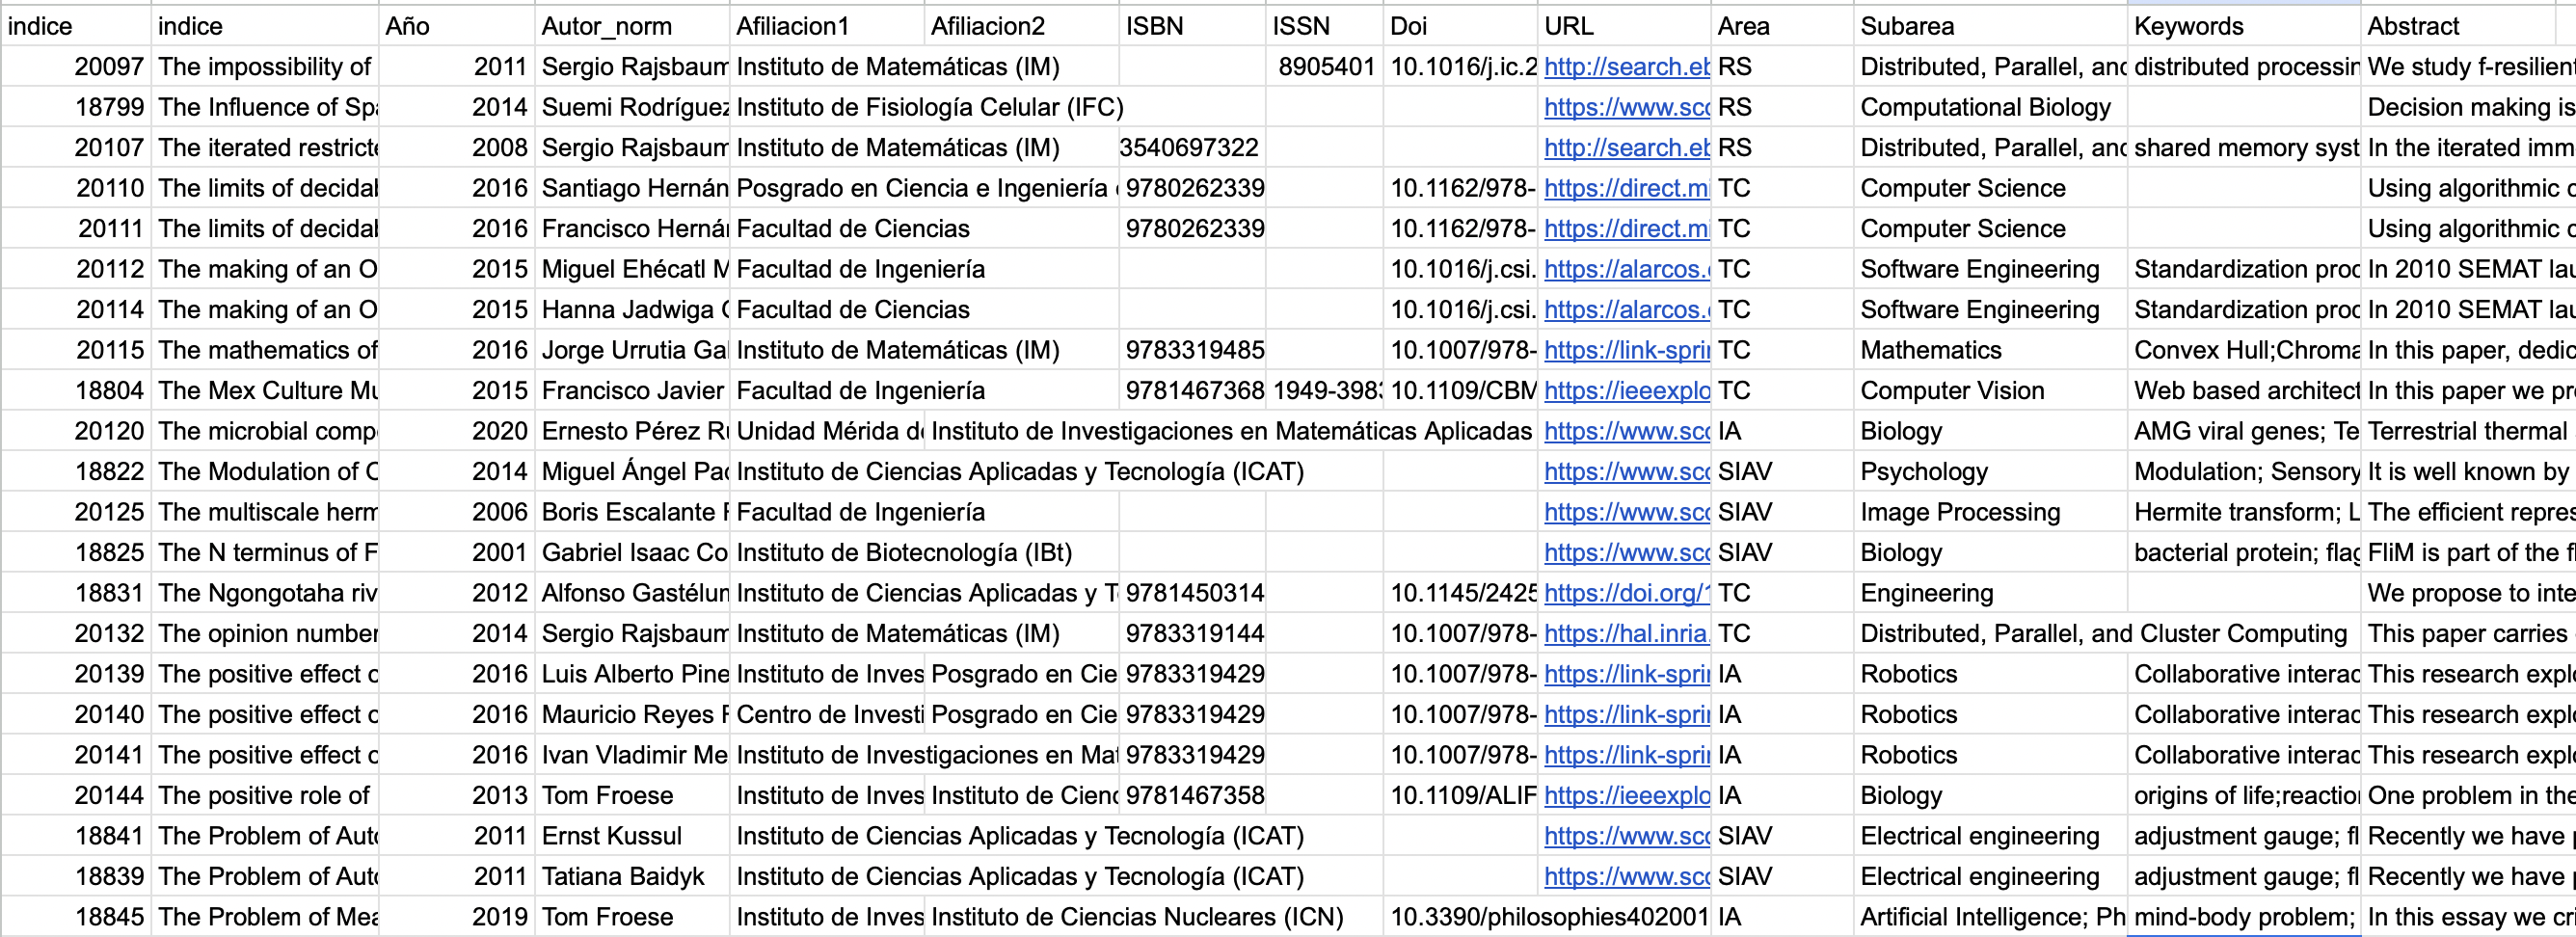 indice indice Año Autor_norm Afiliacion1 Afiliacion2 ISBN ISSN Doi URL Area Subarea Keywords Abstract
20097 The impossibility of 2011 Sergio Rajsbaum Instituto de Matemáticas (IM) 8905401 10.1016/j.ic.2 http://search.eb RS Distributed, Parallel, and distributed processin We study f-resilient
18799 The Influence of Spa 2014 Suemi Rodríguez Instituto de Fisiología Celular (IFC) https://www.sco RS Computational Biology Decision making is
20107 The iterated restricte 2008 Sergio Rajsbaum Instituto de Matemáticas (IM) 3540697322 http://search.eb RS Distributed, Parallel, and shared memory syst In the iterated imm
20110 The limits of decidal 2016 Santiago Hernán Posgrado en Ciencia e Ingeniería 9780262339 10.1162/978- https://direct.mi TC Computer Science Using algorithmic c
20111 The limits of decidal 2016 Francisco Hernán Facultad de Ciencias 9780262339 10.1162/978- https://direct.mi TC Computer Science Using algorithmic c
20112 The making of an O 2015 Miguel Ehécatl M Facultad de Ingeniería 10.1016/j.csi. https://alarcos. TC Software Engineering Standardization proc In 2010 SEMAT lau
20114 The making of an O 2015 Hanna Jadwiga Facultad de Ciencias 10.1016/j.csi. https://alarcos. TC Software Engineering Standardization proc In 2010 SEMAT lau
20115 The mathematics of 2016 Jorge Urrutia Gal Instituto de Matemáticas (IM) 9783319485 10.1007/978- https://link-sprin TC Mathematics Convex Hull;Chroma In this paper, dedic
18804 The Mex Culture Mu 2015 Francisco Javier Facultad de Ingeniería 9781467368 1949-3983 10.1109/CBM https://ieeexplo TC Computer Vision Web based architect In this paper we pre
20120 The microbial comp 2020 Ernesto Pérez Ru Unidad Mérida de Instituto de Investigaciones en Matemáticas Aplicadas https://www.sco IA Biology AMG viral genes; Te Terrestrial thermal
18822 The Modulation of C 2014 Miguel Ángel Pad Instituto de Ciencias Aplicadas y Tecnología (ICAT) https://www.sco SIAV Psychology Modulation; Sensory It is well known by
20125 The multiscale herm 2006 Boris Escalante Facultad de Ingeniería https://www.sco SIAV Image Processing Hermite transform; L The efficient repres
18825 The N terminus of F 2001 Gabriel Isaac Co Instituto de Biotecnología (IBt) https://www.sco SIAV Biology bacterial protein; flag FliM is part of the fl
18831 The Ngongotaha riv 2012 Alfonso Gastélum Instituto de Ciencias Aplicadas y T 9781450314 10.1145/2425 https://doi.org/1 TC Engineering We propose to inte
20132 The opinion number 2014 Sergio Rajsbaum Instituto de Matemáticas (IM) 9783319144 10.1007/978- https://hal.inria. TC Distributed, Parallel, and Cluster Computing This paper carries
20139 The positive effect o 2016 Luis Alberto Pine Instituto de Inves Posgrado en Cie 9783319429 10.1007/978- https://link-sprin IA Robotics Collaborative interac This research explo
20140 The positive effect o 2016 Mauricio Reyes Centro de Investi Posgrado en Cie 9783319429 10.1007/978- https://link-sprin IA Robotics Collaborative interac This research explo
20141 The positive effect o 2016 Ivan Vladimir Me Instituto de Investigaciones en Mat 9783319429 10.1007/978- https://link-sprin IA Robotics Collaborative interac This research explo
20144 The positive role of 2013 Tom Froese Instituto de Inves Instituto de Cienc 9781467358 10.1109/ALIF https://ieeexplo IA Biology origins of life;reaction One problem in the
18841 The Problem of Auto 2011 Ernst Kussul Instituto de Ciencias Aplicadas y Tecnología (ICAT) https://www.sco SIAV Electrical engineering adjustment gauge; fl Recently we have
18839 The Problem of Auto 2011 Tatiana Baidyk Instituto de Ciencias Aplicadas y Tecnología (ICAT) https://www.sco SIAV Electrical engineering adjustment gauge; fl Recently we have
18845 The Problem of Mea 2019 Tom Froese Instituto de Inves Instituto de Ciencias Nucleares (ICN) 10.3390/philosophies402001 IA Artificial Intelligence; Ph mind-body problem; In this essay we cri